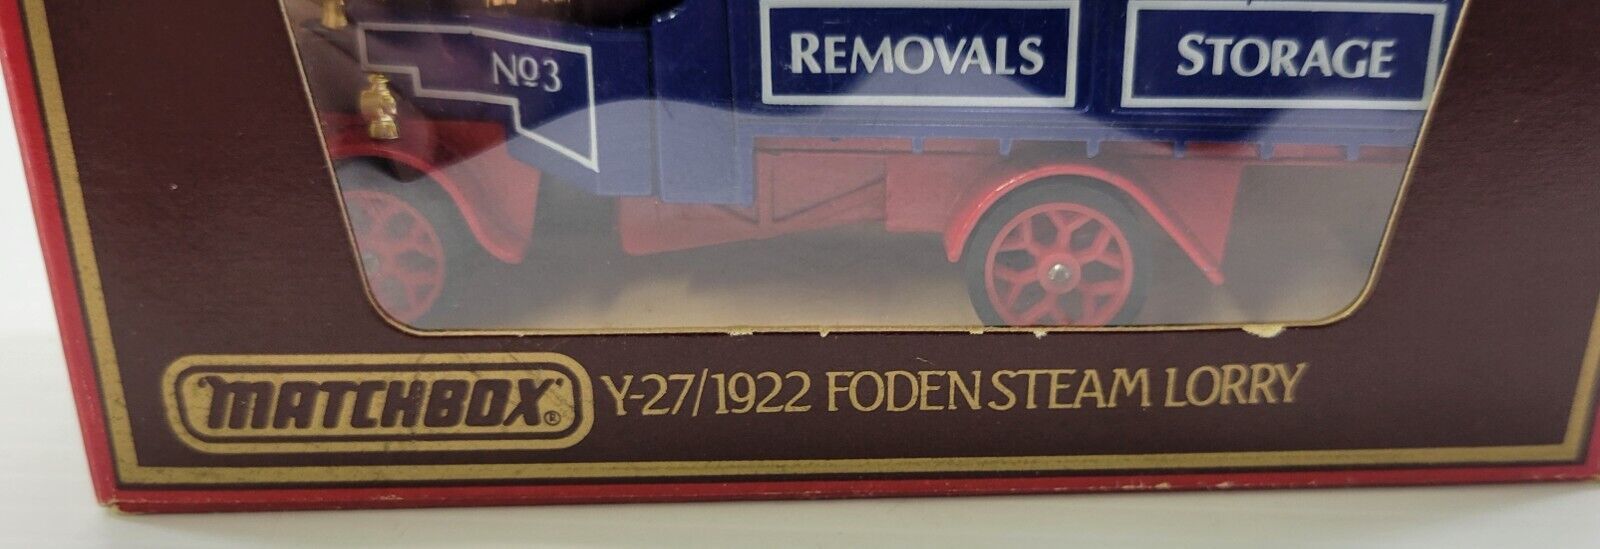 Nº3
REMOVALS
STORAGE
"MATCHBOX"®
Y-27/1922 FODEN STEAM LORRY